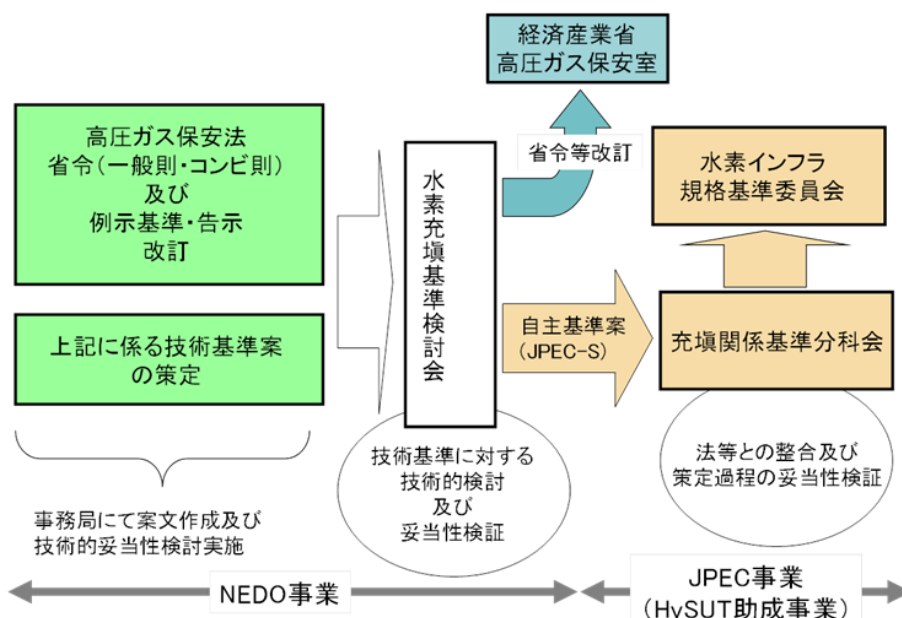 経済産業省
高圧ガス保安室
高圧ガス保安法
省令(一般則・コンビ則)
及び
例示基準・告示
改訂
上記に係る技術基準案
の策定
事務局にて案文作成及び
技術的妥当性検討実施
水素充塡基準検討会
技術基準に対する
技術的検討
及び
妥当性検証
省令等改訂
自主基準案
(JPEC-S)
水素インフラ
規格基準委員会
充塡関係基準分科会
法等との整合及び
策定過程の妥当性検証
NEDO事業
JPEC事業
(HySUT助成事業)